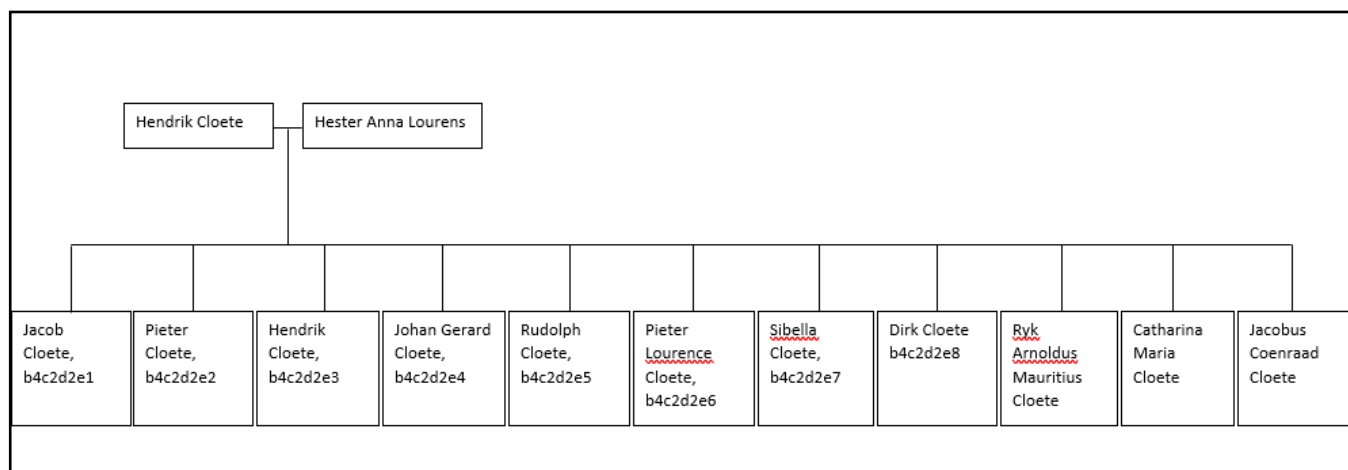 Hendrik Cloete
Hester Anna Lourens
Jacob
Cloete,
b4c2d2e1
Pieter
Cloete,
b4c2d2e2
Hendrik
Cloete,
b4c2d2e3
Johan Gerard
Cloete,
b4c2d2e4
Rudolph
Cloete,
b4c2d2e5
Pieter
Lourence
Cloete,
b4c2d2e6
Sibella
Cloete,
b4c2d2e7
Dirk Cloete
b4c2d2e8
Ryk
Arnoldus
Mauritius
Cloete
Catharina
Maria
Cloete
Jacobus
Coenraad
Cloete